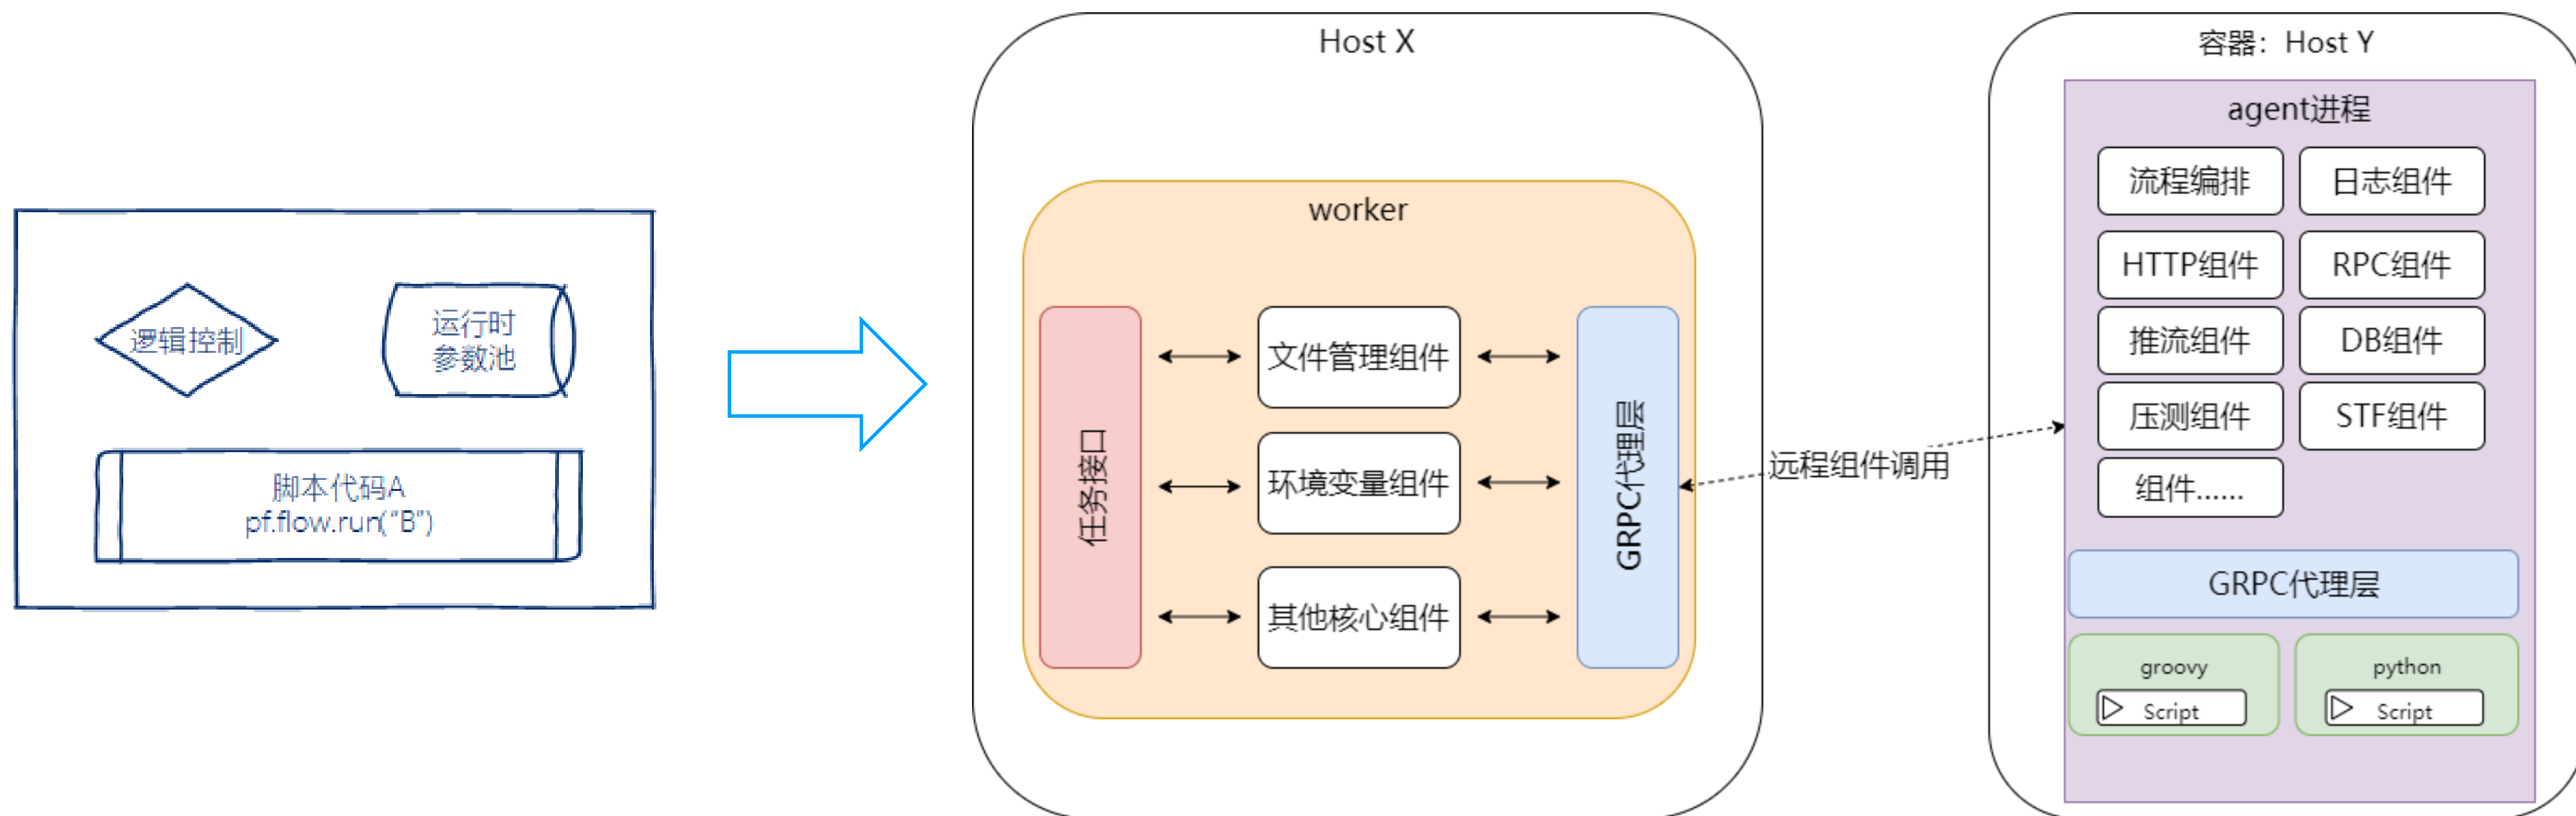 逻辑控制
运行时
参数池
脚本代码A
pf.flow.run("B")
Host X
worker
任务接口
文件管理组件
环境变量组件
其他核心组件
GRPC代理层
远程组件调用
容器：Host Y
agent进程
流程编排
日志组件
HTTP组件
RPC组件
推流组件
DB组件
压测组件
STF组件
组件......
GRPC代理层
groovy
Script
python
Script